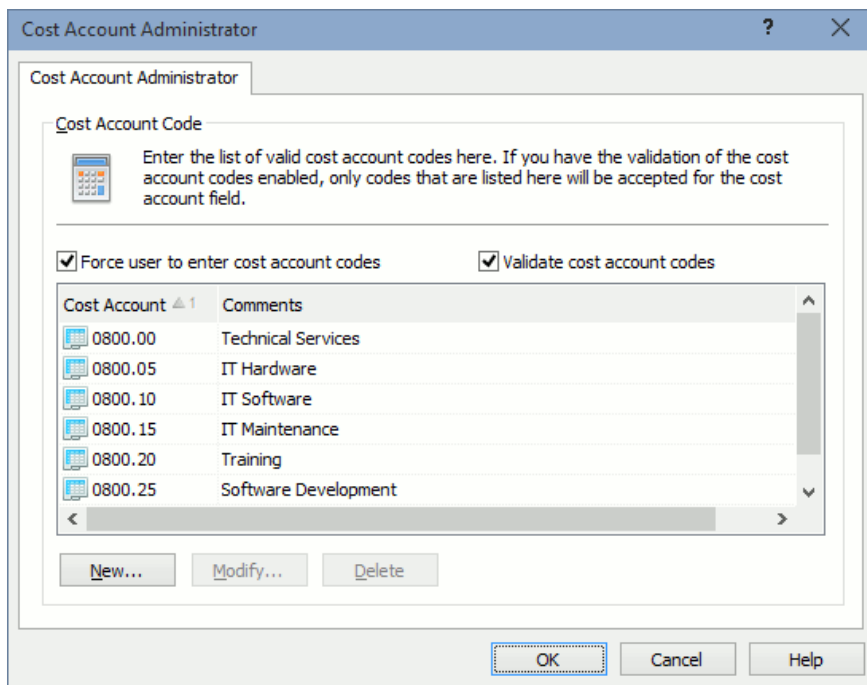 Cost Account Administrator ?
Cost Account Administrator
Cost Account Code
Enter the list of valid cost account codes here. If you have the validation of the cost
account codes enabled, only codes that are listed here will be accepted for the cost
account field.
Force user to enter cost account codes Validate cost account codes
Cost Account 1 Comments
0800.00 Technical Services
0800.05 IT Hardware
0800.10 IT Software
0800.15 IT Maintenance
0800.20 Training
0800.25 Software Development
New... Modify... Delete
OK Cancel Help